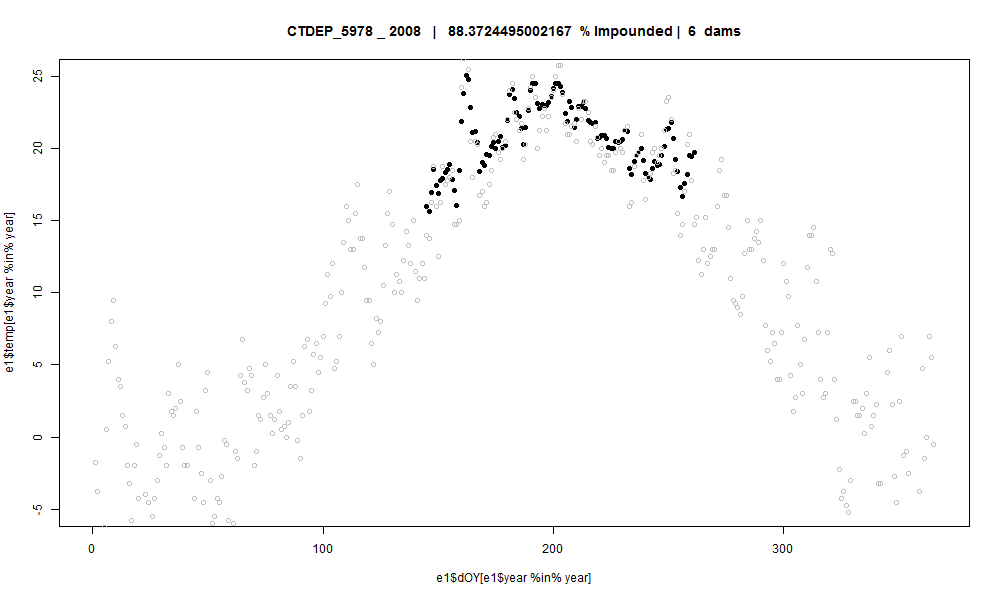 CTDEP_5978 _ 2008 | 88.3724495002167 % Impounded | 6 dams
25
20
15
10
5
0
-5
e1$temp[e1$year %in% year]
0 100 200 300
e1$dOY[e1$year %in% year]